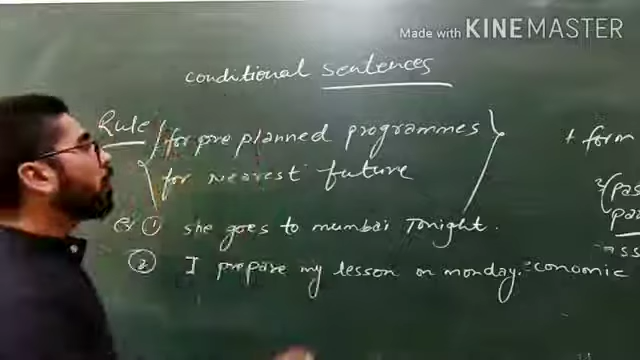 Made with KINEMASTER
conditional sentences
Rule for pre planned programmes
for nearest future
ex ① she goes to mumbai Tonight.
② I prepare my lesson on monday.
+ form
conomic